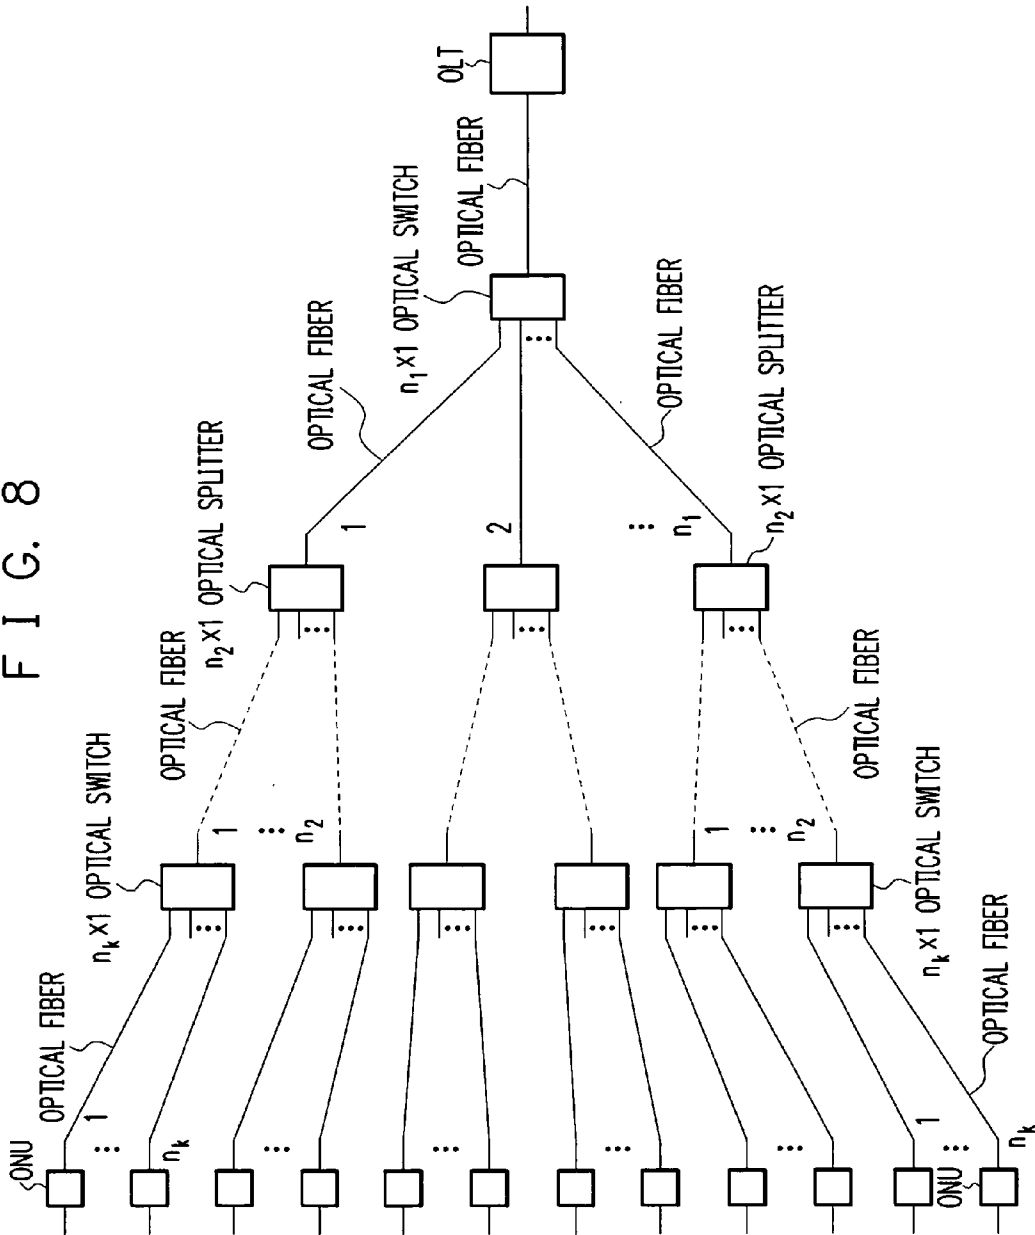 F I G. 8
ONU
OPTICAL FIBER
1
...
nₖ
nₖ×1 OPTICAL SWITCH
OPTICAL FIBER
1
...
n₂
n₂×1 OPTICAL SPLITTER
OPTICAL FIBER
1
n₁×1 OPTICAL SWITCH
OPTICAL FIBER
OLT
2
...
n₁
OPTICAL FIBER
n₂×1 OPTICAL SPLITTER
OPTICAL FIBER
1
...
n₂
nₖ×1 OPTICAL SWITCH
OPTICAL FIBER
1
...
nₖ
ONU